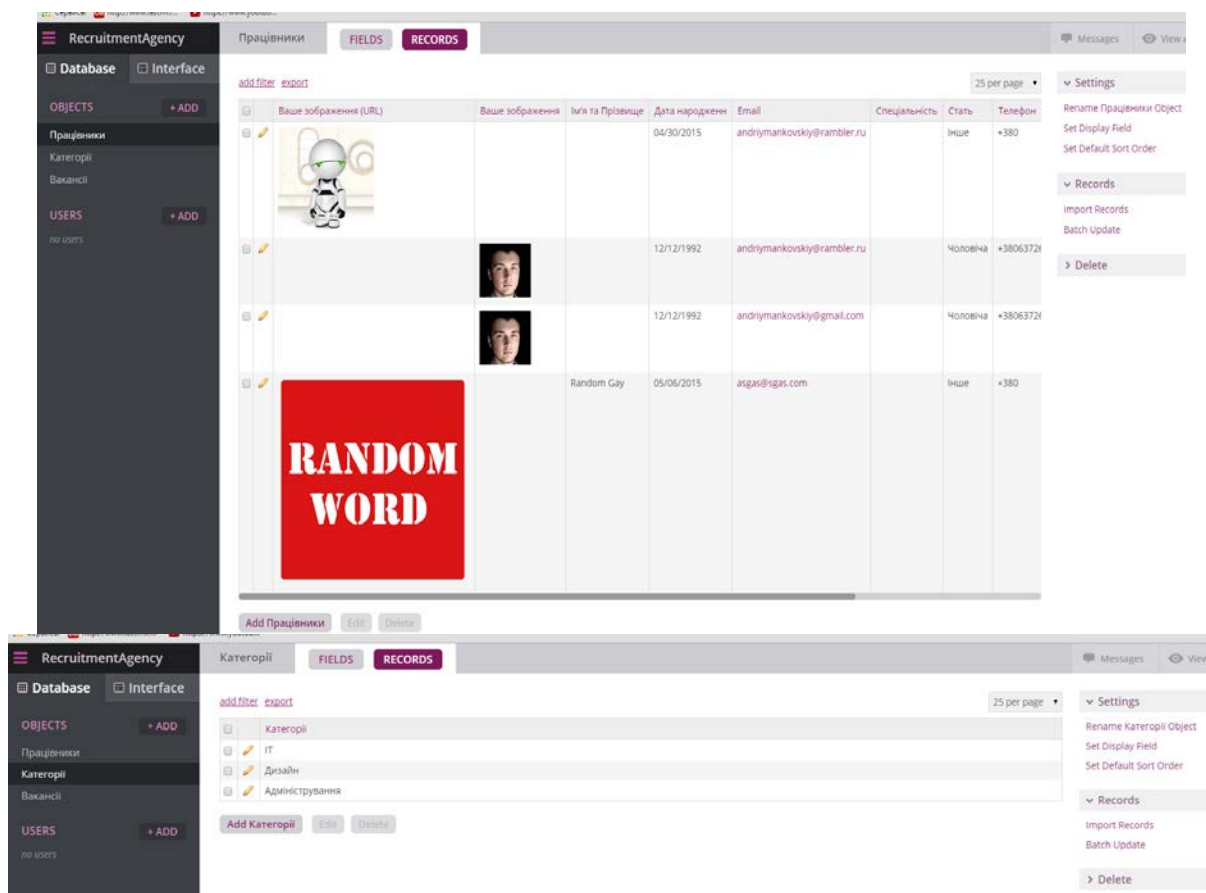 RecruitmentAgency
Працівники FIELDS RECORDS Messages View
Database Interface
add filter export 25 per page Settings
OBJECTS + ADD Ваше зображення (URL) Ваше зображення Ім'я та Прізвище Дата народженн Email Спеціальність Стать Телефон Rename Працівники Object
Працівники 04/30/2015 andriymankovskiy@rambler.ru Інше +380 Set Display Field
Категорії Set Default Sort Order
Вакансії
Records
USERS + ADD Import Records
no users Batch Update
12/12/1992 andriymankovskiy@rambler.ru Чоловіча +3806372
Delete
12/12/1992 andriymankovskiy@gmail.com Чоловіча +3806372
Random Gay 05/06/2015 asgas@sgas.com Інше +380
RANDOM
WORD
Add Працівники Edit Delete
RecruitmentAgency
Категорії FIELDS RECORDS Messages View
Database Interface
add filter export 25 per page Settings
OBJECTS + ADD Категорії Rename Категорії Object
Працівники IT Set Display Field
Категорії Дизайн Set Default Sort Order
Вакансії Адміністрування
Records
USERS + ADD Add Категорії Edit Delete Import Records
no users Batch Update
Delete